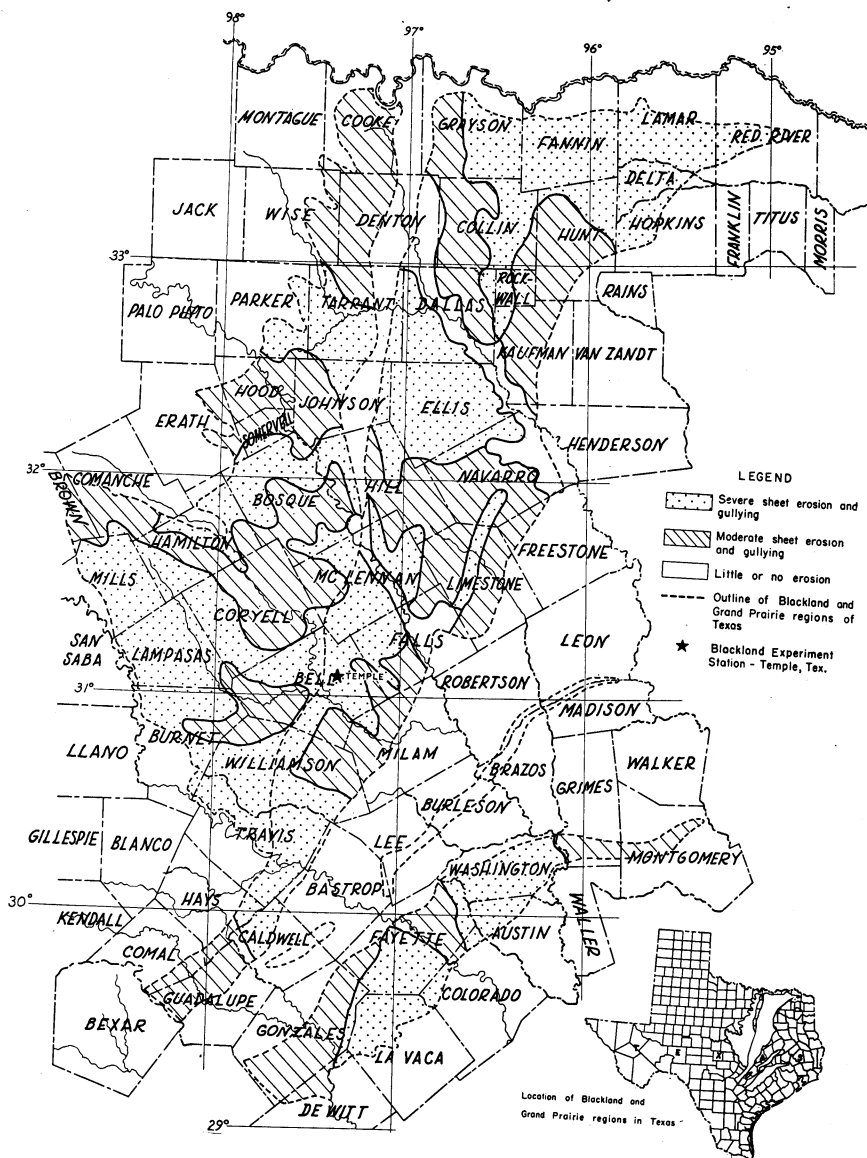 98°
97°
96°
95°
MONTAGUE
COOKE
GRAYSON
FANNIN
LAMAR
RED RIVER
DELTA
JACK
WISE
DENTON
COLLIN
HUNT
HOPKINS
FRANKLIN
TITUS
MORRIS
33°
PALO PINTO
PARKER
TARRANT
DALLAS
ROCK-
WALL
RAINS
KAUFMAN
VAN ZANDT
HOOD
JOHNSON
ELLIS
ERATH
SOMERVELL
HENDERSON
32°
COMANCHE
BROWN
BOSQUE
HILL
NAVARRO
HAMILTON
FREESTONE
MILLS
MC LENNAN
LIMESTONE
CORYELL
SAN
SABA
LAMPASAS
FALLS
LEON
BELL
TEMPLE
ROBERTSON
31°
MADISON
BURNET
LLANO
WILLIAMSON
MILAM
BRAZOS
GRIMES
WALKER
BURLESON
TRAVIS
LEE
GILLESPIE
BLANCO
WASHINGTON
MONTGOMERY
BASTROP
30°
HAYS
WALLER
KENDALL
CALDWELL
FAYETTE
AUSTIN
COMAL
GUADALUPE
COLORADO
BEXAR
GONZALES
LA VACA
DE WITT
29°
LEGEND
Severe sheet erosion and
gullying
Moderate sheet erosion
and gullying
Little or no erosion
Outline of Blackland and
Grand Prairie regions of
Texas
Blackland Experiment
Station - Temple, Tex.
T E X A S
Location of Blackland and
Grand Prairie regions in Texas